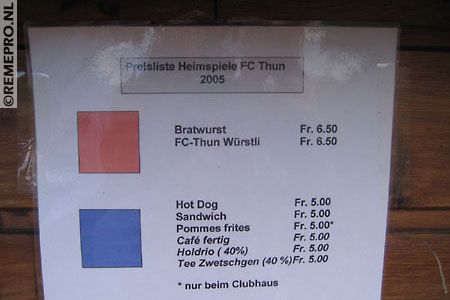 Preisliste Heimspiele FC Thun
2005
Bratwurst Fr. 6.50
FC-Thun Würstli Fr. 6.50
Hot Dog Fr. 5.00
Sandwich Fr. 5.00
Pommes frites Fr. 5.00*
Café fertig Fr. 5.00
Holdrio ( 40%) Fr. 5.00
Tee Zwetschgen (40 %) Fr. 5.00
* nur beim Clubhaus
©REMEPRO.NL